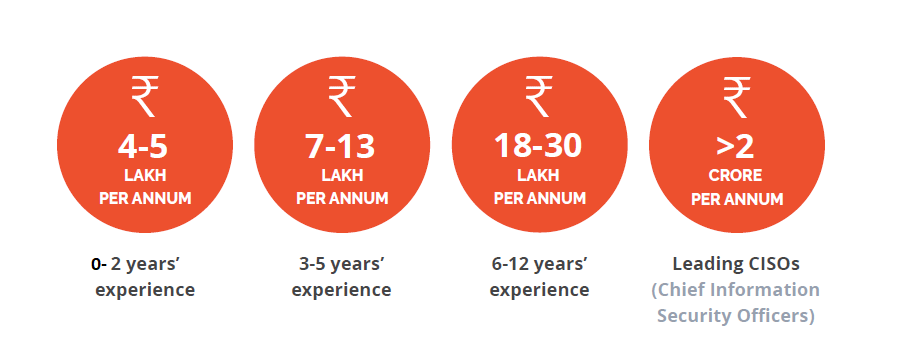 ₹
4-5
LAKH
PER ANNUM
0- 2 years’
experience
₹
7-13
LAKH
PER ANNUM
3-5 years’
experience
₹
18-30
LAKH
PER ANNUM
6-12 years’
experience
₹
>2
CRORE
PER ANNUM
Leading CISOs
(Chief Information
Security Officers)